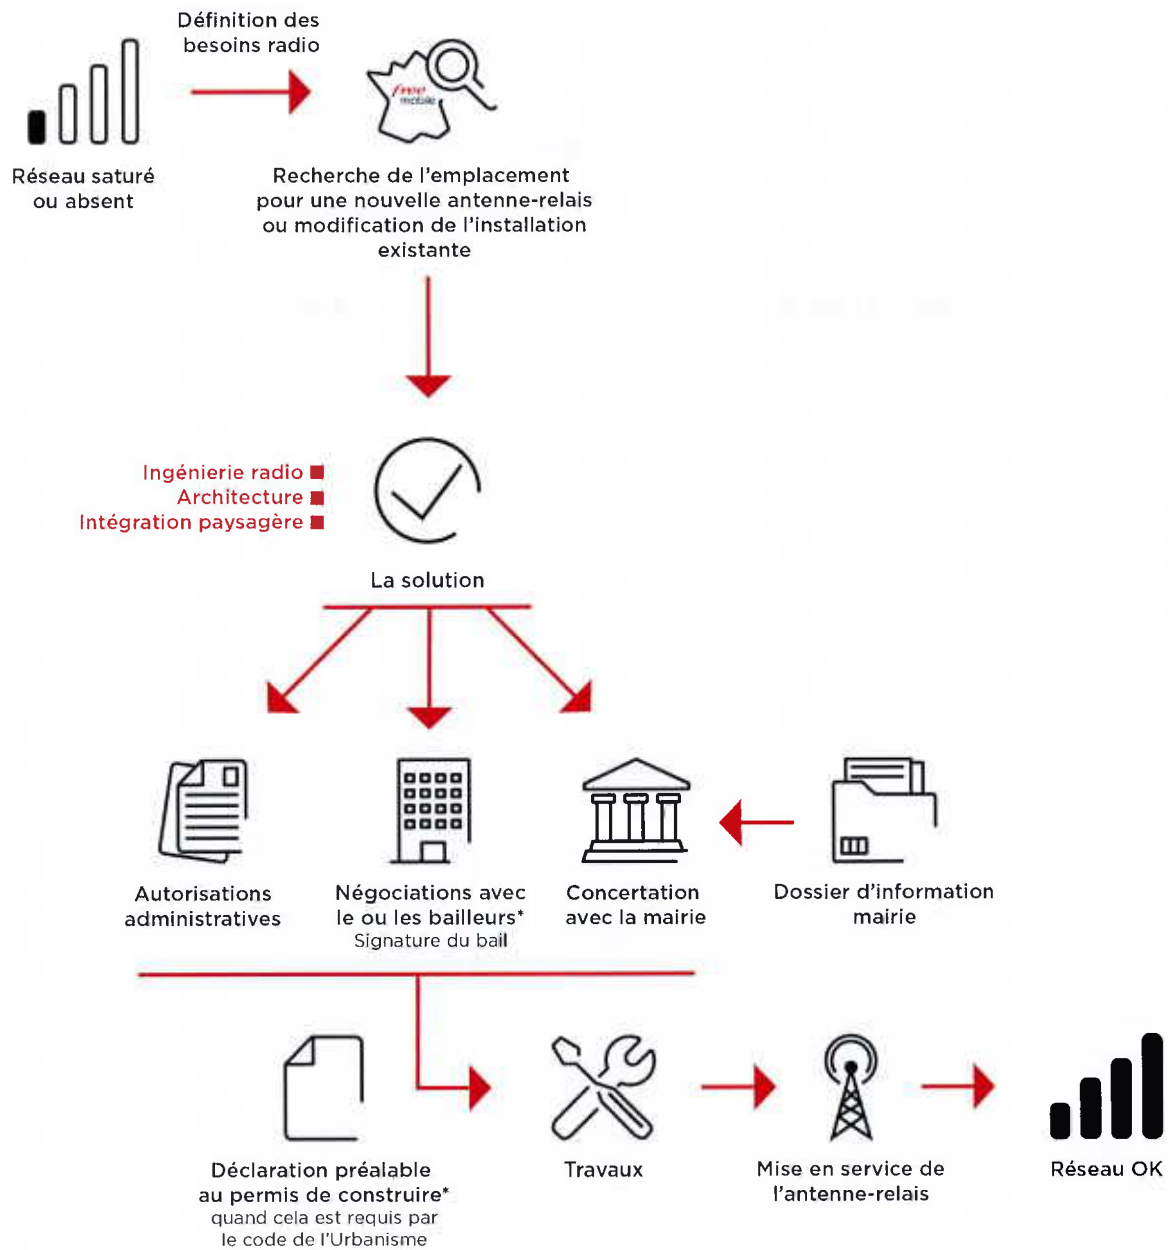 Définition des
besoins radio
free
mobile
Réseau saturé
ou absent
Recherche de l'emplacement
pour une nouvelle antenne-relais
ou modification de l'installation
existante
Ingénierie radio
Architecture
Intégration paysagère
La solution
Autorisations
administratives
Négociations avec
le ou les bailleurs*
Signature du bail
Concertation
avec la mairie
Dossier d'information
mairie
Déclaration préalable
au permis de construire*
quand cela est requis par
le code de l'Urbanisme
Travaux
Mise en service de
l'antenne-relais
Réseau OK